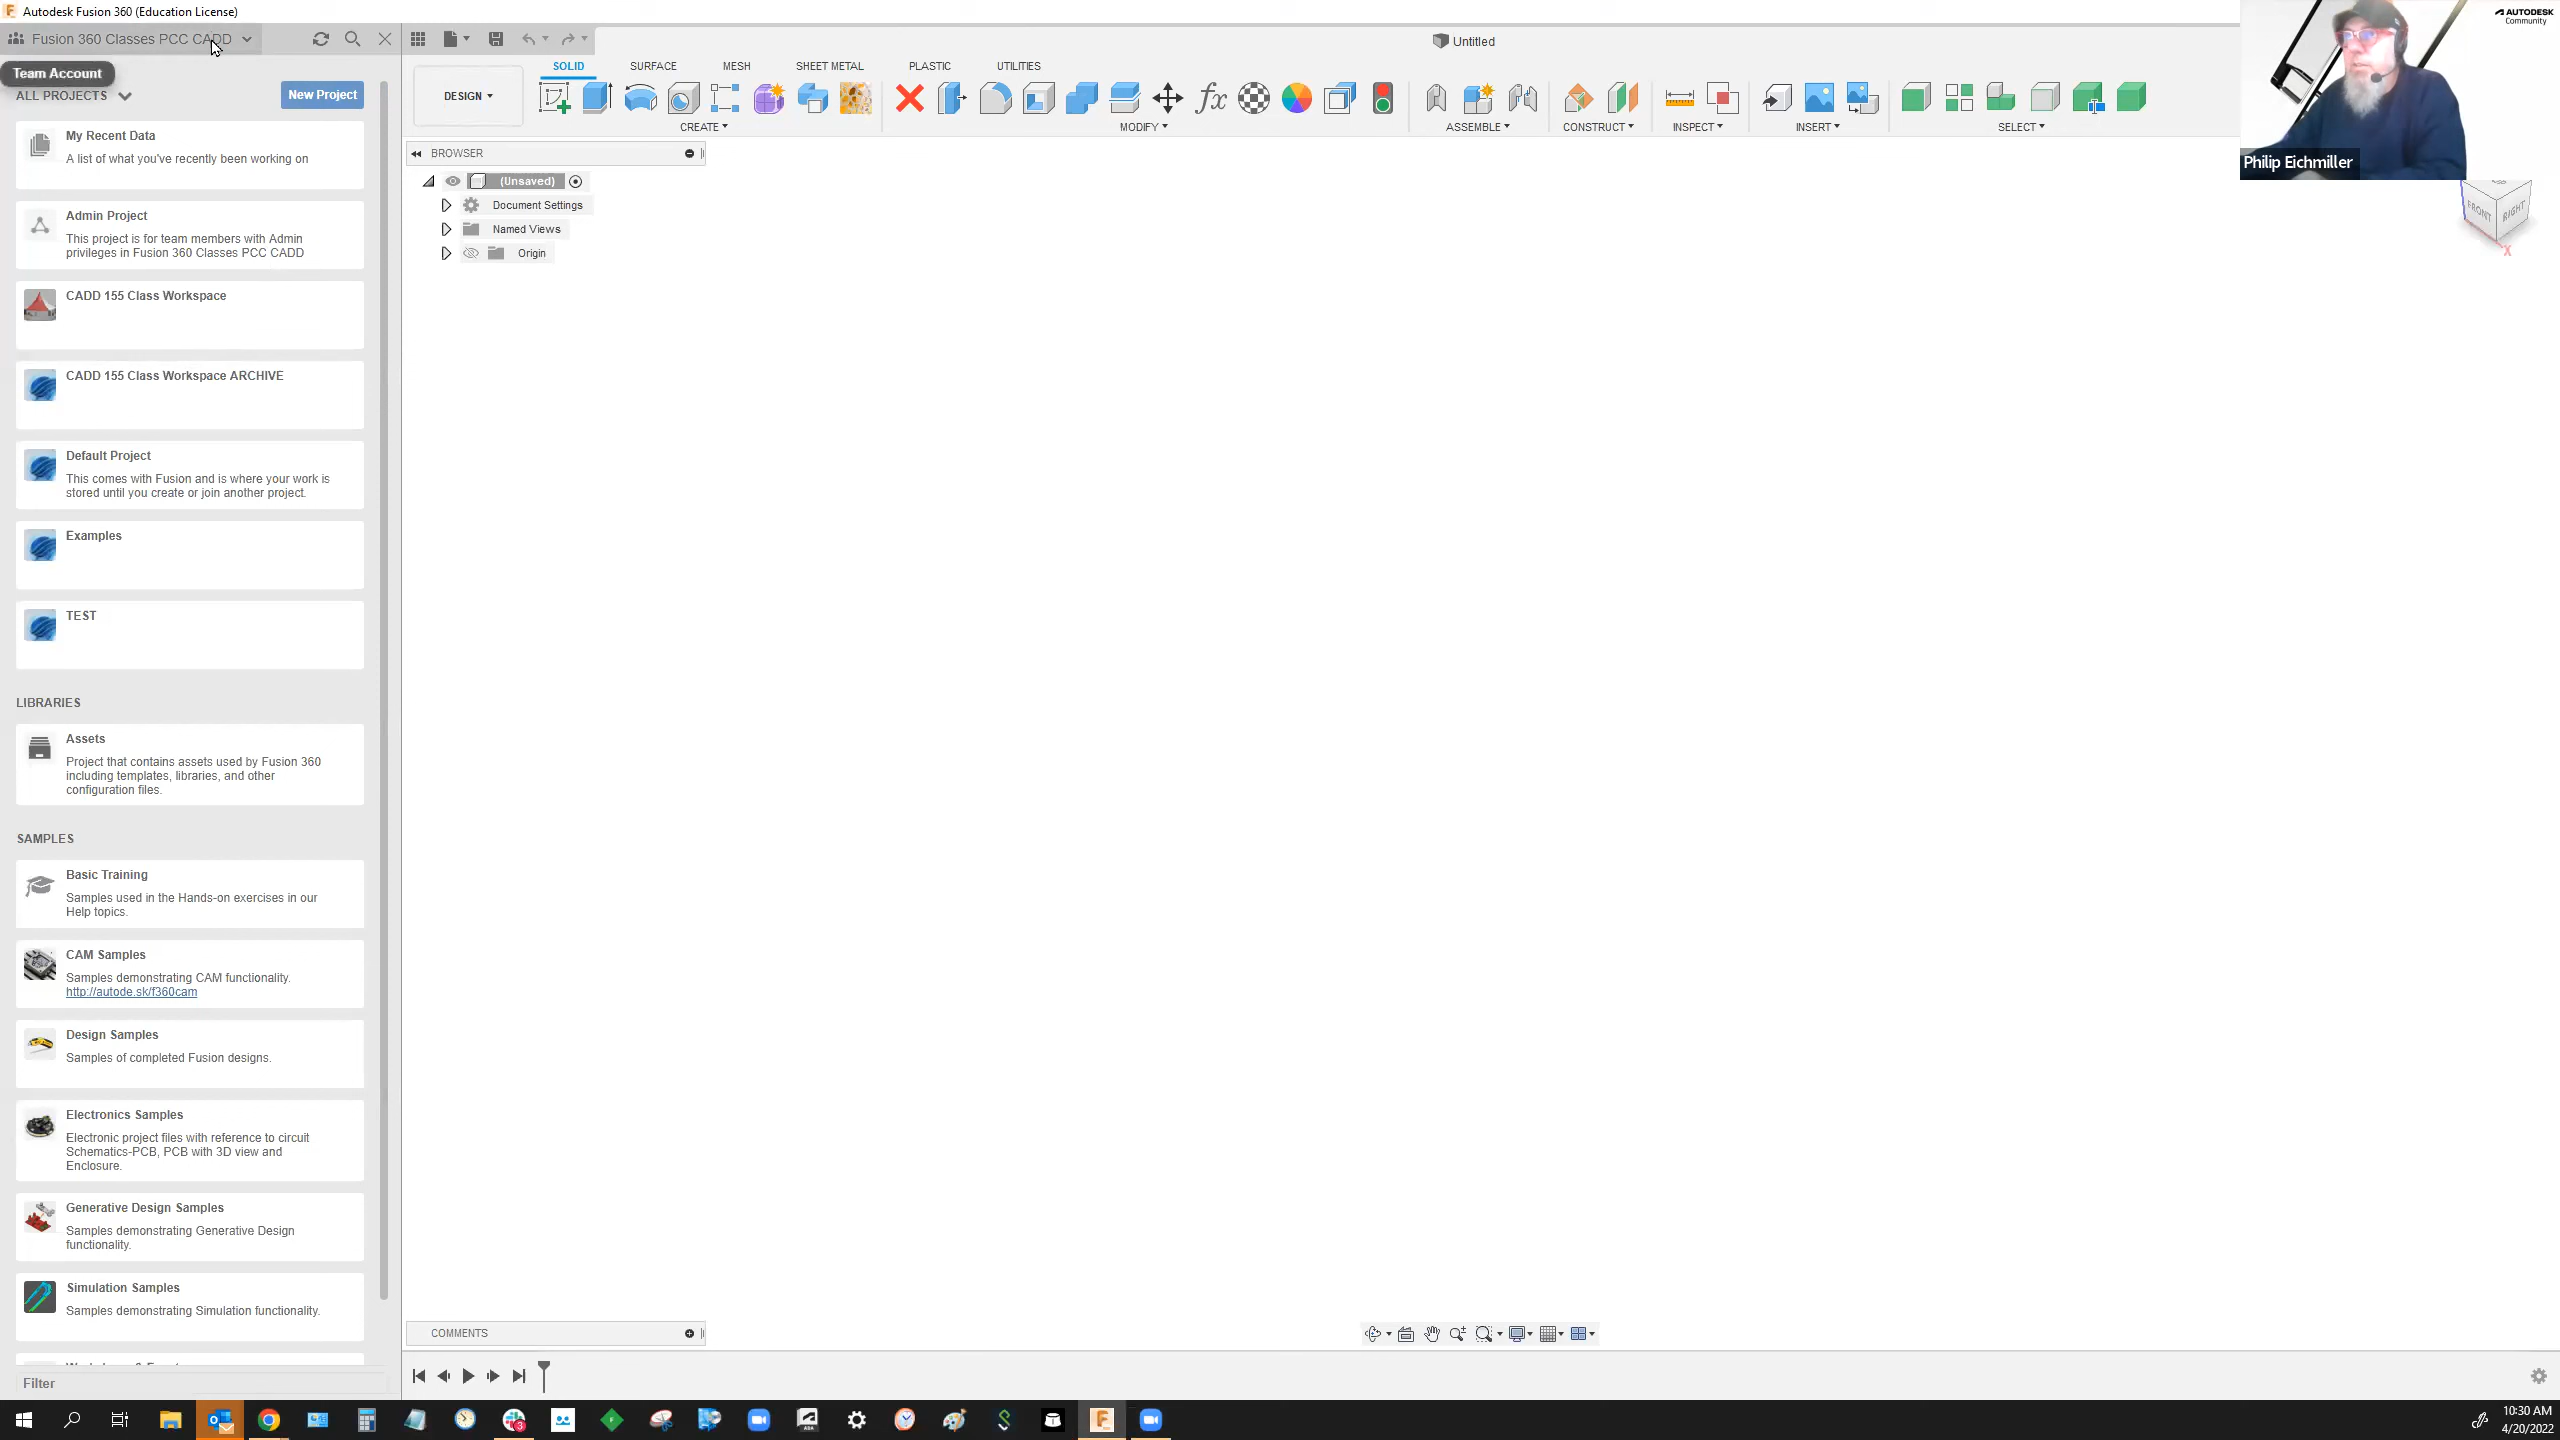 Autodesk Fusion 360 (Education License)
Fusion 360 Classes PCC CADD
Team Account
ALL PROJECTS
New Project
My Recent Data
A list of what you've recently been working on
Admin Project
This project is for team members with Admin
privileges in Fusion 360 Classes PCC CADD
CADD 155 Class Workspace
CADD 155 Class Workspace ARCHIVE
Default Project
This comes with Fusion and is where your work is
stored until you create or join another project.
Examples
TEST
LIBRARIES
Assets
Project that contains assets used by Fusion 360
including templates, libraries, and other
configuration files.
SAMPLES
Basic Training
Samples used in the Hands-on exercises in our
Help topics.
CAM Samples
Samples demonstrating CAM functionality.
http://autode.sk/f360cam
Design Samples
Samples of completed Fusion designs.
Electronics Samples
Electronic project files with reference to circuit
Schematics-PCB, PCB with 3D view and
Enclosure.
Generative Design Samples
Samples demonstrating Generative Design
functionality.
Simulation Samples
Samples demonstrating Simulation functionality.
Filter
Untitled
DESIGN
SOLID
SURFACE
MESH
SHEET METAL
PLASTIC
UTILITIES
CREATE
MODIFY
ASSEMBLE
CONSTRUCT
INSPECT
INSERT
SELECT
BROWSER
(Unsaved)
Document Settings
Named Views
Origin
AUTODESK
Community
Philip Eichmiller
FRONT
RIGHT
X
COMMENTS
10:30 AM
4/20/2022